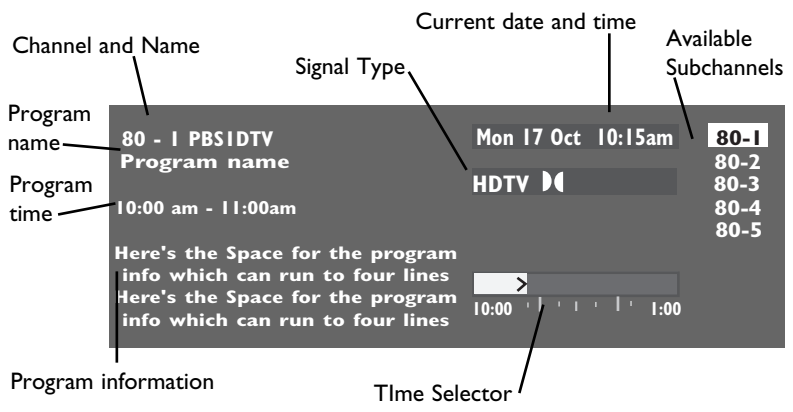 Current date and time
Channel and Name
Available
Subchannels
Signal Type
Program
name
80 - 1 PBS1DTV
Program name
Mon 17 Oct 10:15am
80-1
80-2
80-3
80-4
80-5
HDTV
Program
time
10:00 am - 11:00am
Here's the Space for the program
info which can run to four lines
Here's the Space for the program
info which can run to four lines
10:00 1:00
Program information
TIme Selector